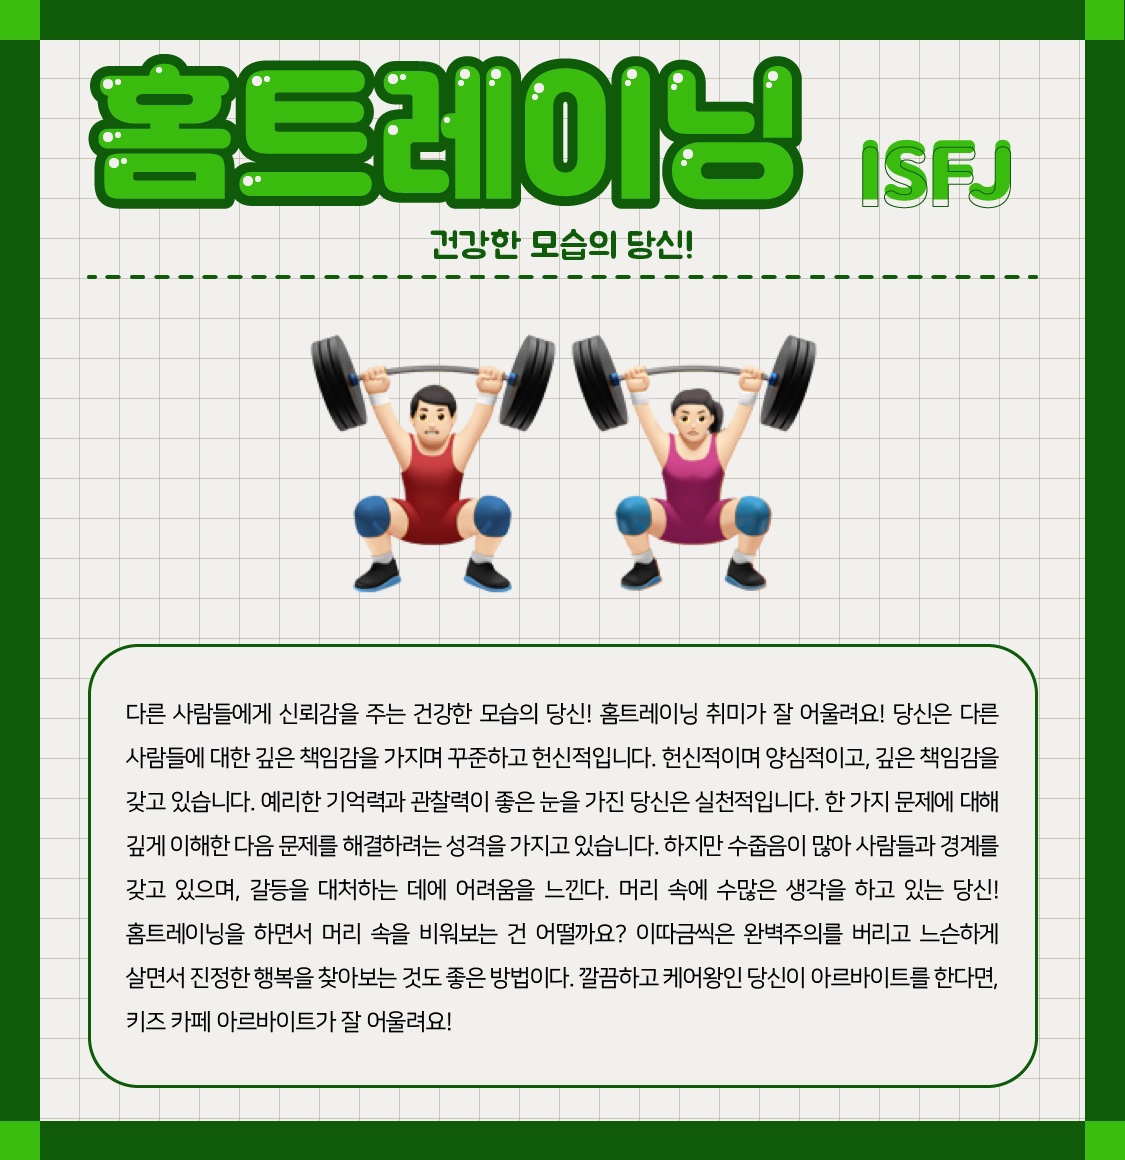 홈트레이닝 ISFJ
건강한 모습의 당신!
다른 사람들에게 신뢰감을 주는 건강한 모습의 당신! 홈트레이닝 취미가 잘 어울려요! 당신은 다른
사람들에 대한 깊은 책임감을 가지며 꾸준하고 헌신적입니다. 헌신적이며 양심적이고, 깊은 책임감을
갖고 있습니다. 예리한 기억력과 관찰력이 좋은 눈을 가진 당신은 실천적입니다. 한 가지 문제에 대해
깊게 이해한 다음 문제를 해결하려는 성격을 가지고 있습니다. 하지만 수줍음이 많아 사람들과 경계를
갖고 있으며, 갈등을 대처하는 데에 어려움을 느낀다. 머리 속에 수많은 생각을 하고 있는 당신!
홈트레이닝을 하면서 머리 속을 비워보는 건 어떨까요? 이따금씩은 완벽주의를 버리고 느슨하게
살면서 진정한 행복을 찾아보는 것도 좋은 방법이다. 깔끔하고 케어왕인 당신이 아르바이트를 한다면,
키즈 카페 아르바이트가 잘 어울려요!